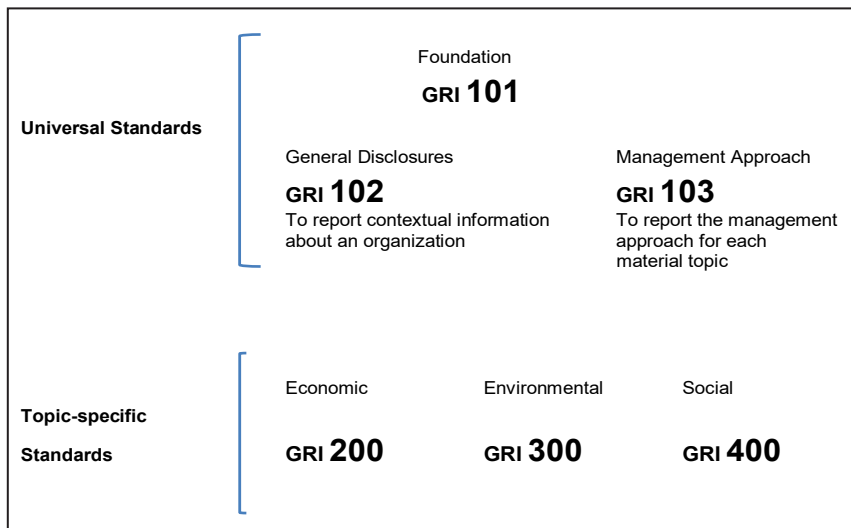 Foundation
GRI 101
Universal Standards
General Disclosures
GRI 102
To report contextual information
about an organization
Management Approach
GRI 103
To report the management
approach for each
material topic
Topic-specific
Standards
Economic
GRI 200
Environmental
GRI 300
Social
GRI 400